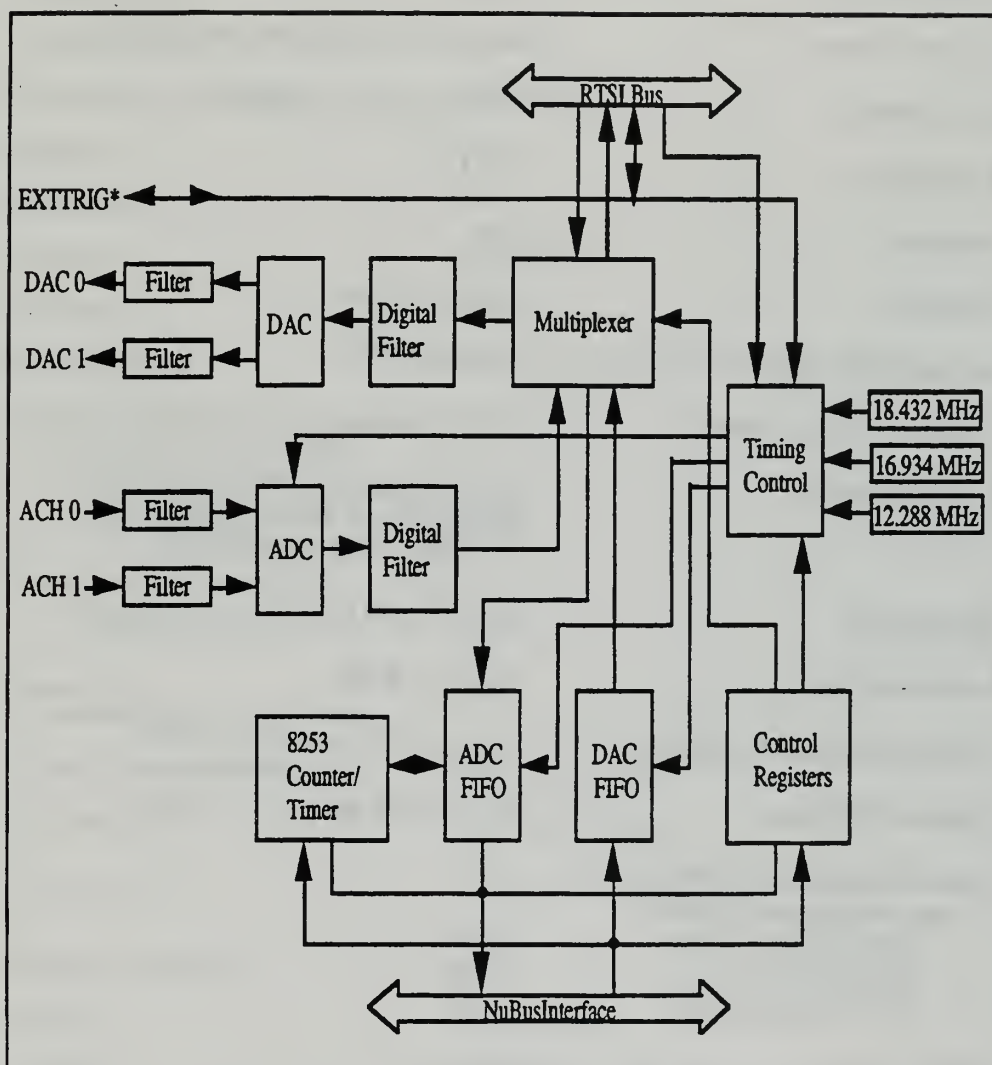 RTSI Bus
EXTTRIG*
DAC 0
Filter
DAC
Digital
Filter
Multiplexer
DAC 1
Filter
18.432 MHz
Timing
Control
16.934 MHz
12.288 MHz
ACH 0
Filter
ADC
Digital
Filter
ACH 1
Filter
8253
Counter/
Timer
ADC
FIFO
DAC
FIFO
Control
Registers
NuBusInterface